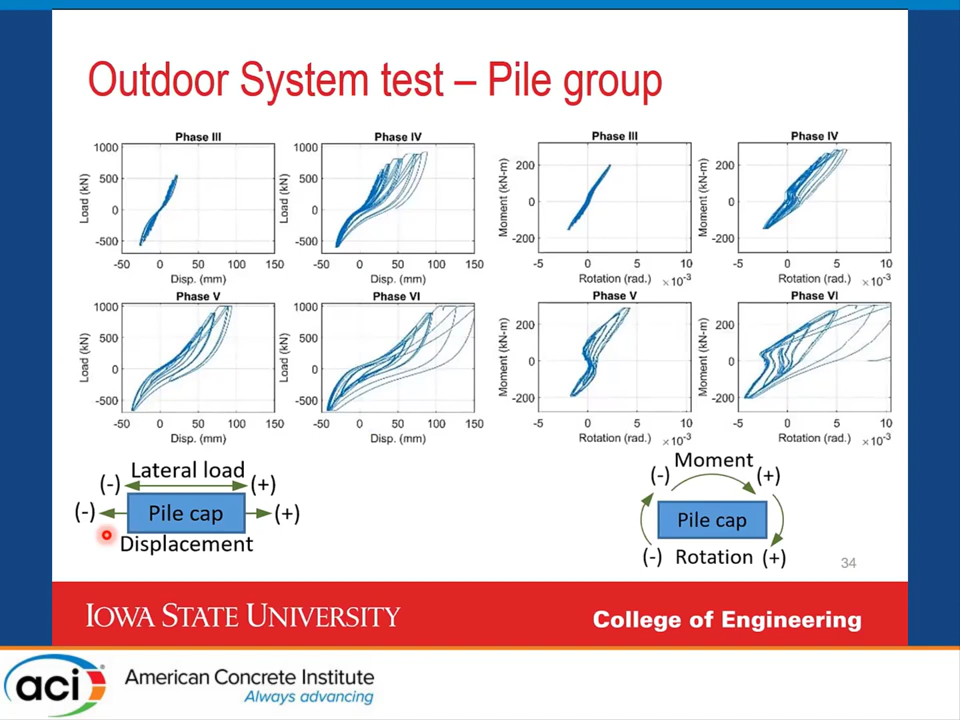 Outdoor System test – Pile group
Phase III
1000
500
0
-500
Load (kN)
-50 0 50 100 150
Disp. (mm)
Phase IV
1000
500
0
-500
Load (kN)
-50 0 50 100 150
Disp. (mm)
Phase III
200
0
-200
Moment (kN-m)
-5 0 5 10
Rotation (rad.) ×10⁻³
Phase IV
200
0
-200
Moment (kN-m)
-5 0 5 10
Rotation (rad.) ×10⁻³
Phase V
1000
500
0
-500
Load (kN)
-50 0 50 100 150
Disp. (mm)
Phase VI
1000
500
0
-500
Load (kN)
-50 0 50 100 150
Disp. (mm)
Phase V
200
0
-200
Moment (kN-m)
-5 0 5 10
Rotation (rad.) ×10⁻³
Phase VI
200
0
-200
Moment (kN-m)
-5 0 5 10
Rotation (rad.) ×10⁻³
Lateral load
(-) (+)
(-) Pile cap (+)
Displacement
Moment
(-) (+)
Pile cap
(-) Rotation (+)
34
IOWA STATE UNIVERSITY
College of Engineering
aci
American Concrete Institute
Always advancing